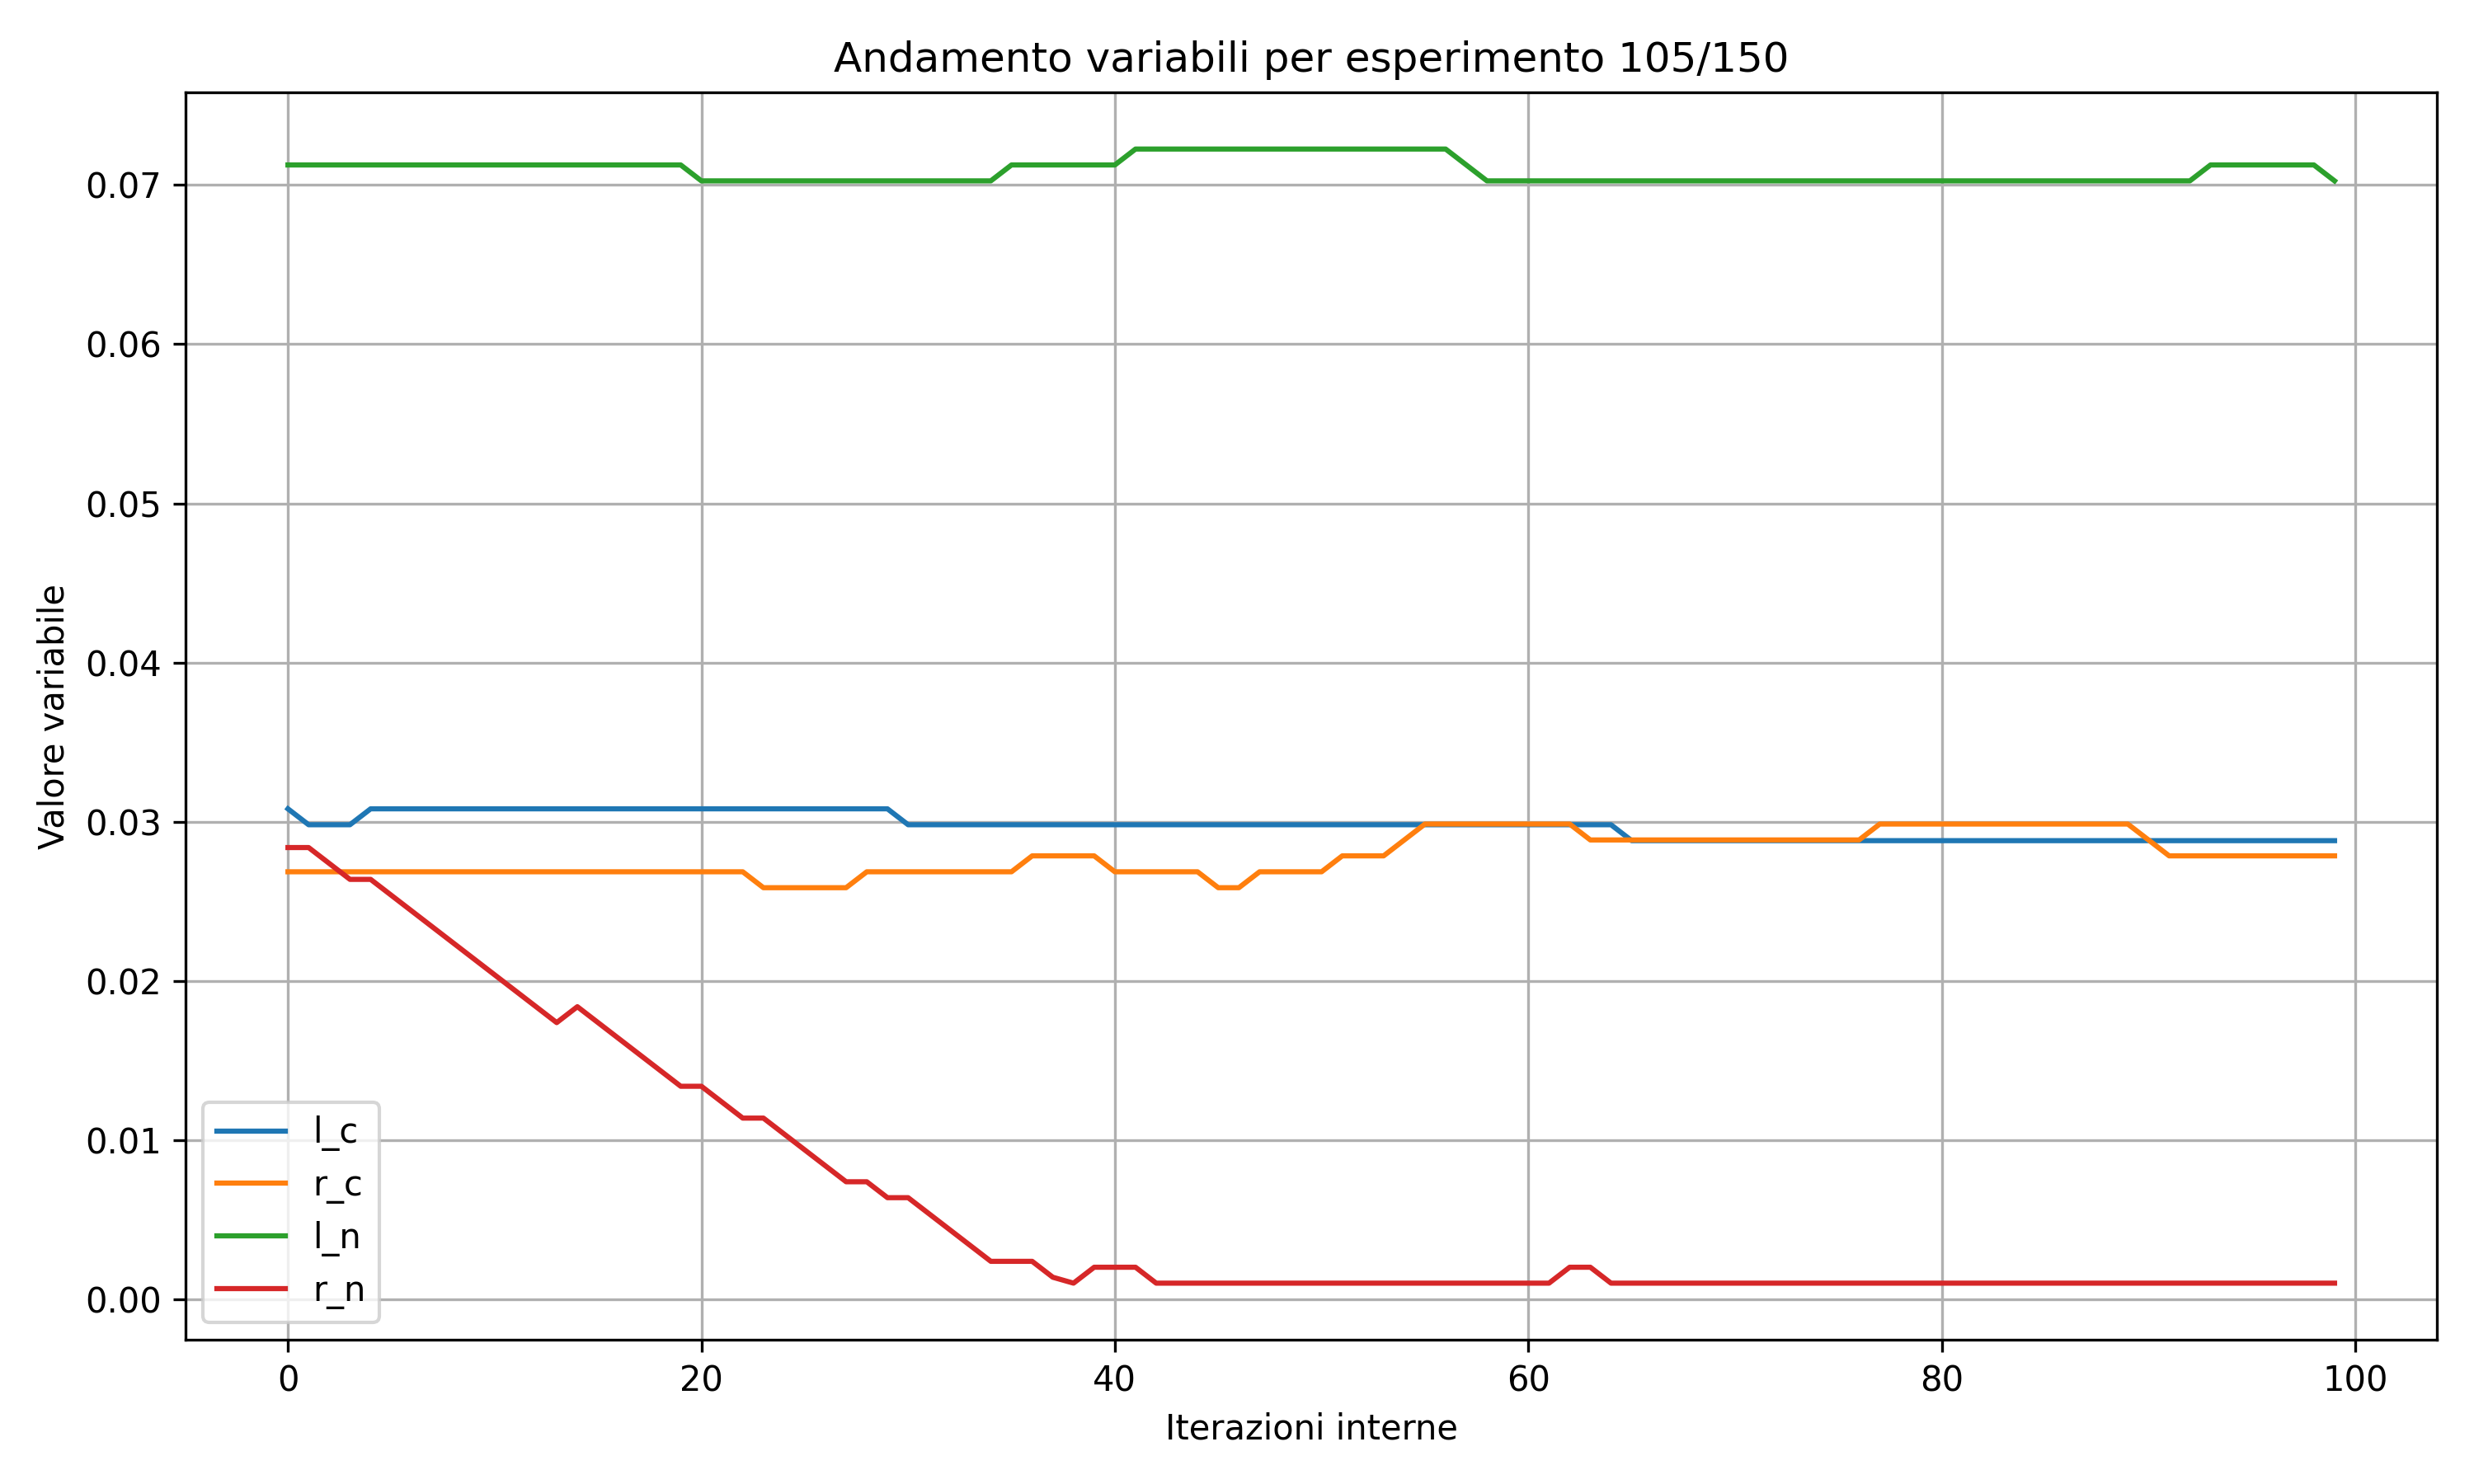 Andamento variabili per esperimento 105/150
Valore variabile
0.07
0.06
0.05
0.04
0.03
0.02
0.01
0.00
l_c
r_c
l_n
r_n
0 20 40 60 80 100
Iterazioni interne